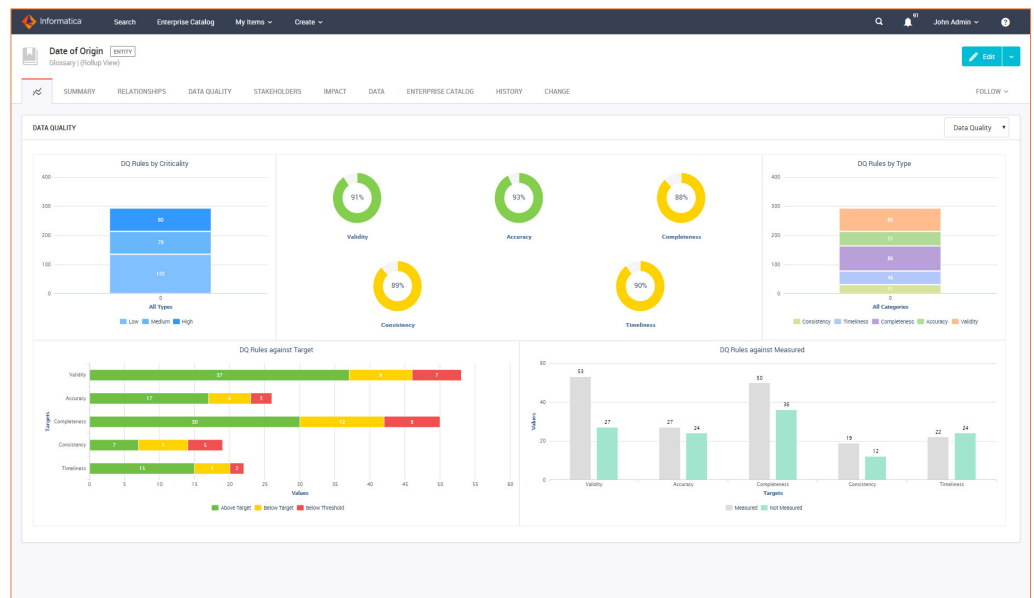 Informatica Search Enterprise Catalog My Items Create 91 John Admin ?
Date of Origin ENTITY
Glossary | (Rollup View)
Edit
SUMMARY RELATIONSHIPS DATA QUALITY STAKEHOLDERS IMPACT DATA ENTERPRISE CATALOG HISTORY CHANGE FOLLOW
DATA QUALITY
Data Quality
DQ Rules by Criticality
400
300
200
100
0
80
79
0
All Types
Low Medium High
91%
Validity
93%
Accuracy
88%
Completeness
89%
Consistency
90%
Timeliness
DQ Rules by Type
400
300
200
100
0
80
51
86
0
All Categories
Consistency Timeliness Completeness Accuracy Validity
DQ Rules against Target
Targets
Validity 37 7
Accuracy 17
Completeness 30 12 8
Consistency 7 7 5
Timeliness 15 2
0 5 10 15 20 25 30 35 40 45 50 55 60
Values
Above Target Below Target Below Threshold
DQ Rules against Measured
Values
60
40
20
0
53 27
27 24
50 36
19 12
22 24
Validity Accuracy Completeness Consistency Timeliness
Targets
Measured Not Measured